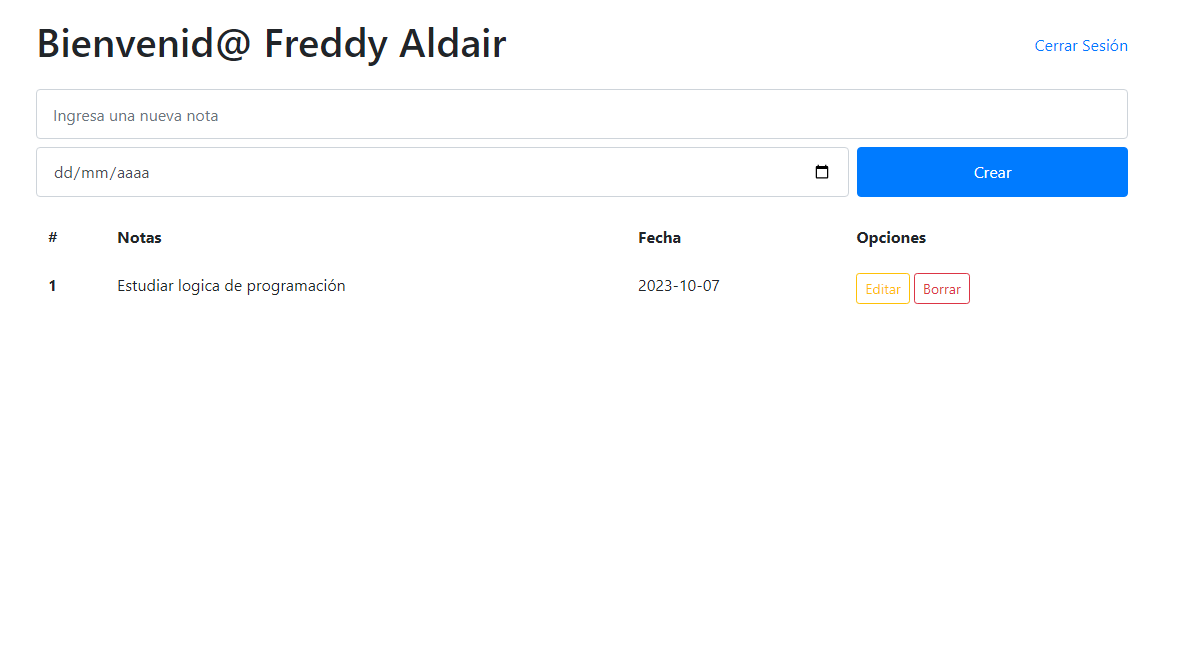 Bienvenid@ Freddy Aldair
Cerrar Sesión
Ingresa una nueva nota
dd/mm/aaaa
Crear
# Notas Fecha Opciones
1 Estudiar logica de programación 2023-10-07 Editar Borrar